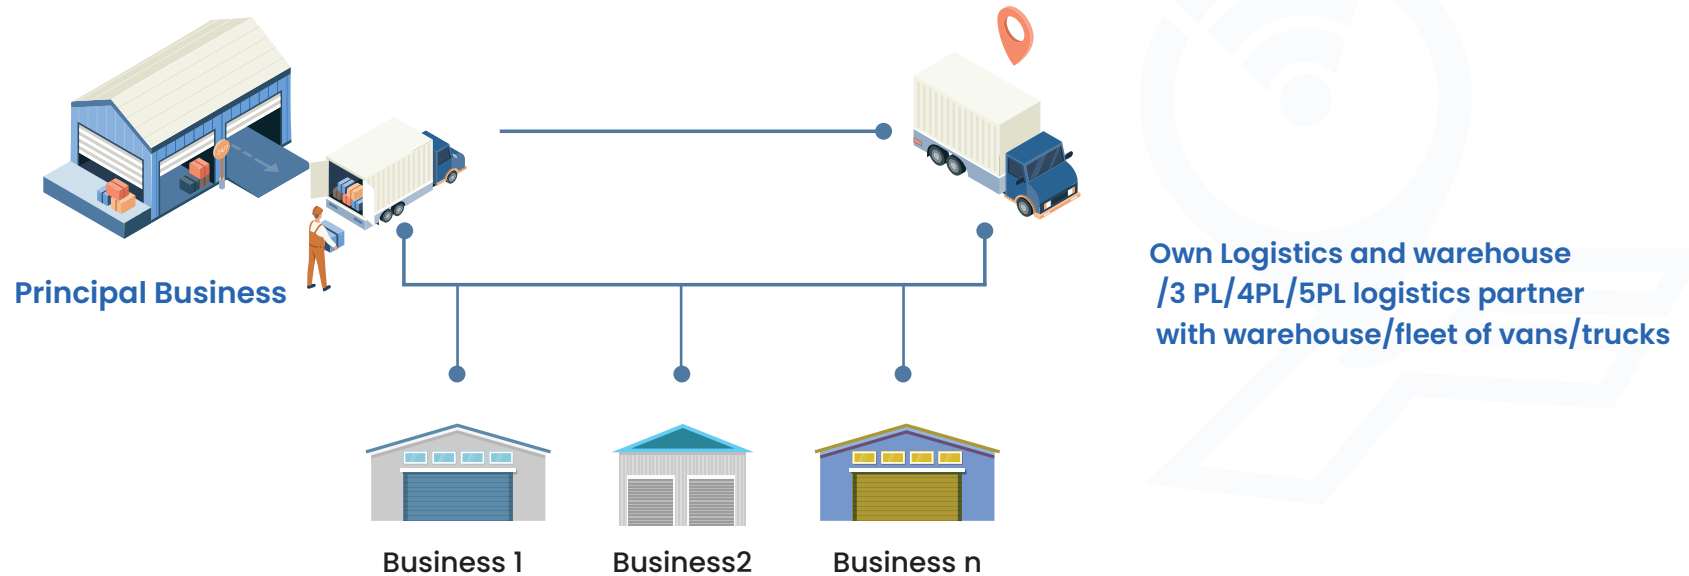 Principal Business
Own Logistics and warehouse
/3 PL/4PL/5PL logistics partner
with warehouse/fleet of vans/trucks
Business 1
Business2
Business n